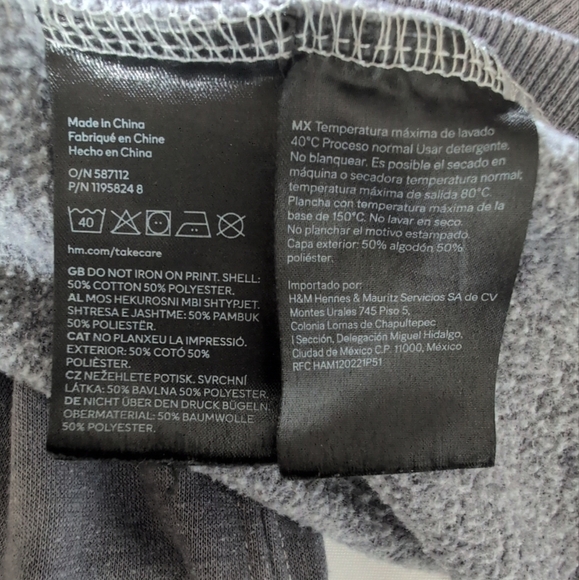 Made in China
Fabriqué en Chine
Hecho en China
O/N 587112
P/N 1195824 8
40
hm.com/takecare
GB DO NOT IRON ON PRINT. SHELL:
50% COTTON 50% POLYESTER.
AL MOS HEKUROSNI MBI SHTYPJET.
SHTRESA E JASHTME: 50% PAMBUK
50% POLIESTËR.
CAT NO PLANXEU LA IMPRESSIÓ.
EXTERIOR: 50% COTÓ 50%
POLIÈSTER.
CZ NEŽEHLETE POTISK. SVRCHNÍ
LÁTKA: 50% BAVLNA 50% POLYESTER.
DE NICHT ÜBER DEN DRUCK BÜGELN.
OBERMATERIAL: 50% BAUMWOLLE
50% POLYESTER.
MX Temperatura máxima de lavado
40°C Proceso normal Usar detergente.
No blanquear. Es posible el secado en
máquina o secadora temperatura normal;
temperatura máxima de salida 80°C.
Plancha con temperatura máxima de la
base de 150°C. No lavar en seco.
No planchar el motivo estampado.
Capa exterior: 50% algodón 50%
poliéster.
Importado por:
H&M Hennes & Mauritz Servicios SA de CV
Montes Urales 745 Piso 5,
Colonia Lomas de Chapultepec
I Sección, Delegación Miguel Hidalgo,
Ciudad de México C.P. 11000, México
RFC HAM120221P51